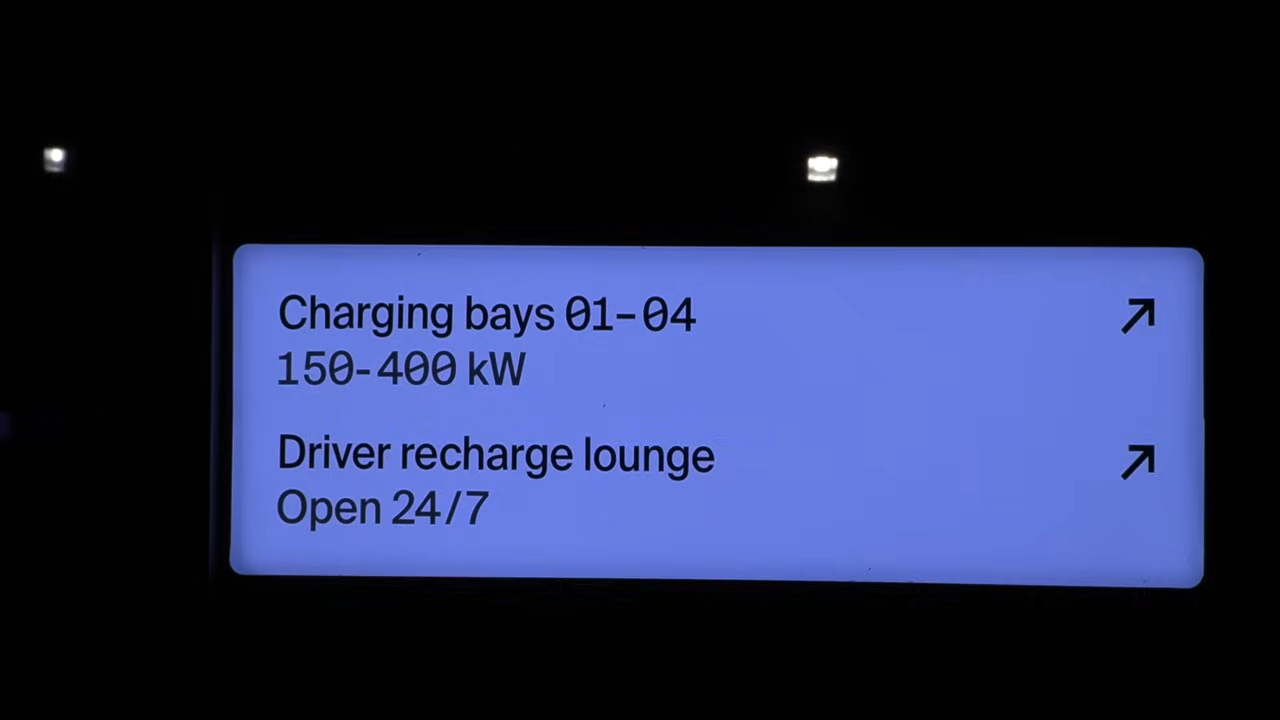 Charging bays 01-04
150-400 kW
Driver recharge lounge
Open 24/7